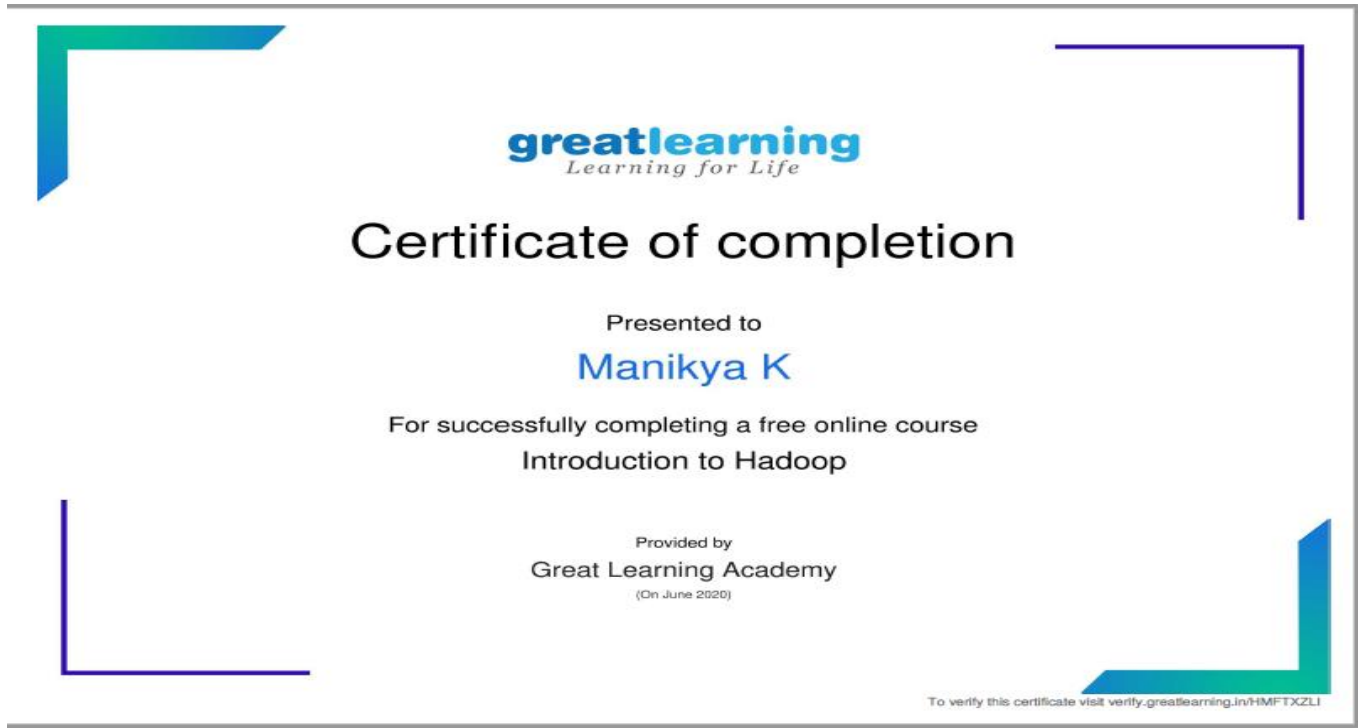 greatlearning
Learning for Life
Certificate of completion
Presented to
Manikya K
For successfully completing a free online course
Introduction to Hadoop
Provided by
Great Learning Academy
(On June 2020)
To verify this certificate visit verify.greatlearning.in/HMFTXZLI